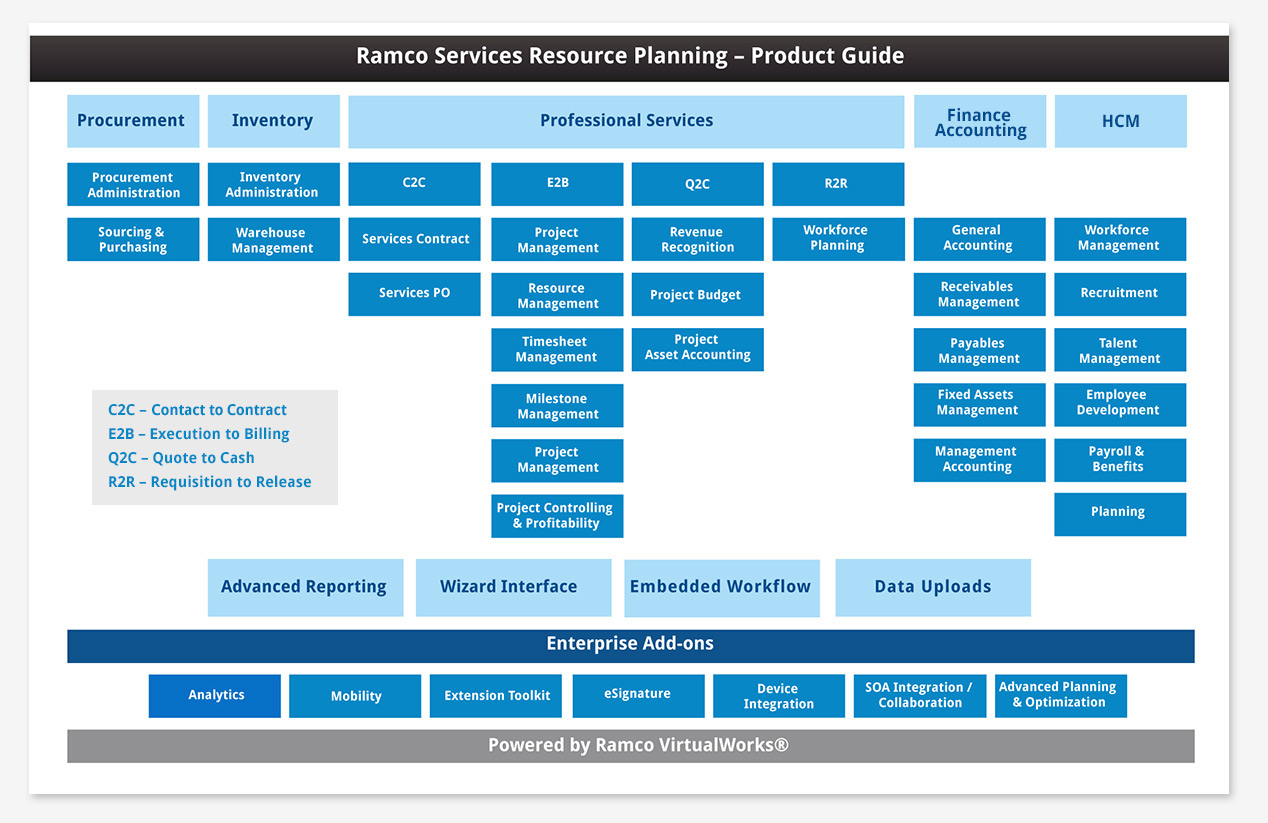 Ramco Services Resource Planning – Product Guide
Procurement
Inventory
Professional Services
Finance
Accounting
HCM
Procurement
Administration
Inventory
Administration
C2C
E2B
Q2C
R2R
Sourcing &
Purchasing
Warehouse
Management
Services Contract
Project
Management
Revenue
Recognition
Workforce
Planning
General
Accounting
Workforce
Management
Services PO
Resource
Management
Project Budget
Receivables
Management
Recruitment
Timesheet
Management
Project
Asset Accounting
Payables
Management
Talent
Management
Milestone
Management
Fixed Assets
Management
Employee
Development
C2C – Contact to Contract
E2B – Execution to Billing
Q2C – Quote to Cash
R2R – Requisition to Release
Project
Management
Management
Accounting
Payroll &
Benefits
Project Controlling
& Profitability
Planning
Advanced Reporting
Wizard Interface
Embedded Workflow
Data Uploads
Enterprise Add-ons
Analytics
Mobility
Extension Toolkit
eSignature
Device
Integration
SOA Integration /
Collaboration
Advanced Planning
& Optimization
Powered by Ramco VirtualWorks®